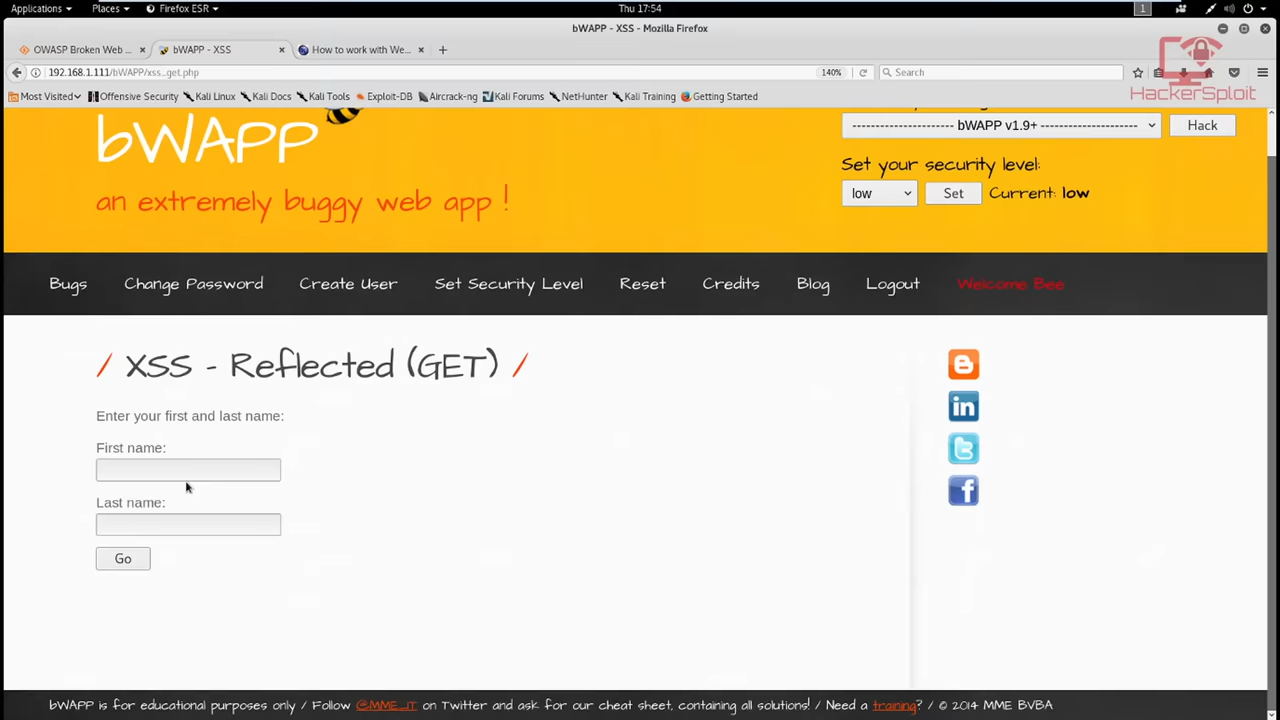 Applications Places Firefox ESR Thu 17:54 1
bWAPP - XSS - Mozilla Firefox
OWASP Broken Web ... bWAPP - XSS How to work with We...
192.168.1.111/bWAPP/xss_get.php 140% Search
Most Visited Offensive Security Kali Linux Kali Docs Kali Tools Exploit-DB Aircrack-ng Kali Forums NetHunter Kali Training Getting Started
HackerSploit
bWAPP
---------------------- bWAPP v1.9+ -------------------- Hack
Set your security level:
an extremely buggy web app !
low Set Current: low
Bugs Change Password Create User Set Security Level Reset Credits Blog Logout Welcome Bee
/ XSS - Reflected (GET) /
Enter your first and last name:
First name:
Last name:
Go
bWAPP is for educational purposes only / Follow @MME_IT on Twitter and ask for our cheat sheet, containing all solutions! / Need a training? / © 2014 MME BVBA